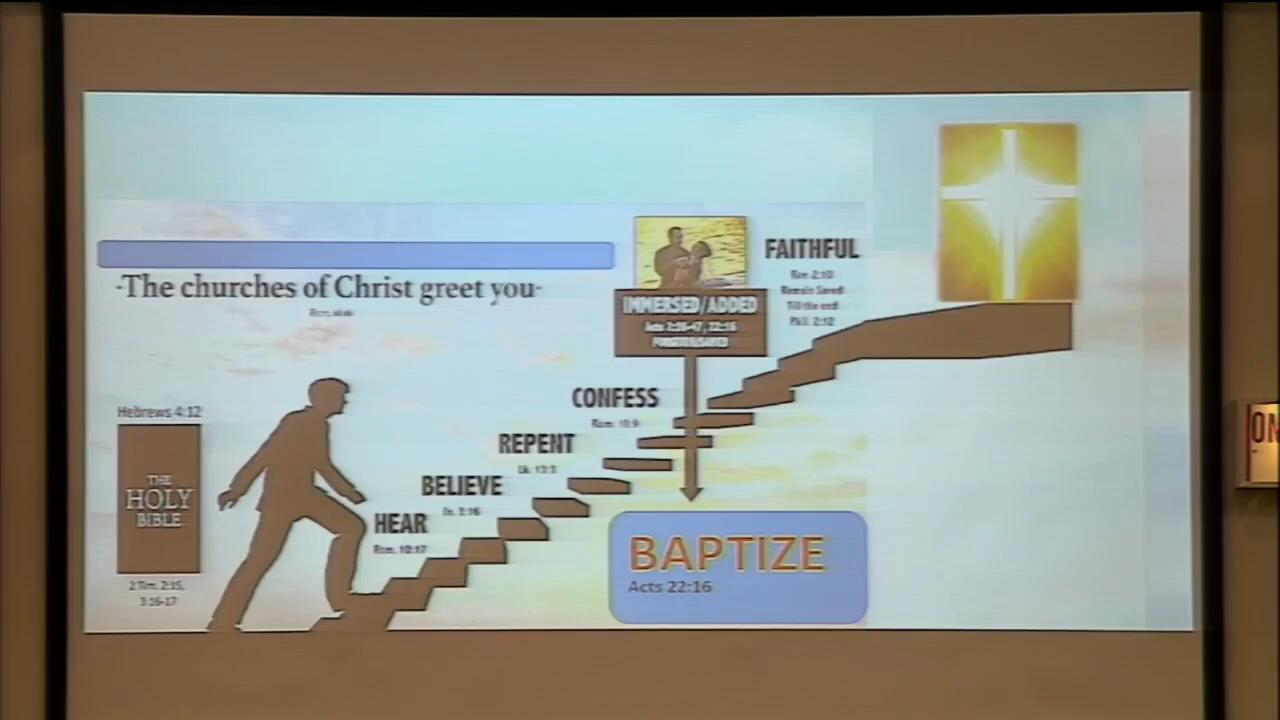 -The churches of Christ greet you-
Hebrews 4:12
THE
HOLY
BIBLE
2 Tim. 2:15,
3:16-17
HEAR
Rom. 10:17
BELIEVE
Jn. 3:16
REPENT
Lk. 13:3
CONFESS
Rom. 10:9
IMMERSED/ADDED
FAITHFUL
Rev 2:10
Remain Saved
Till the end
Phil. 2:12
BAPTIZE
Acts 22:16
ON